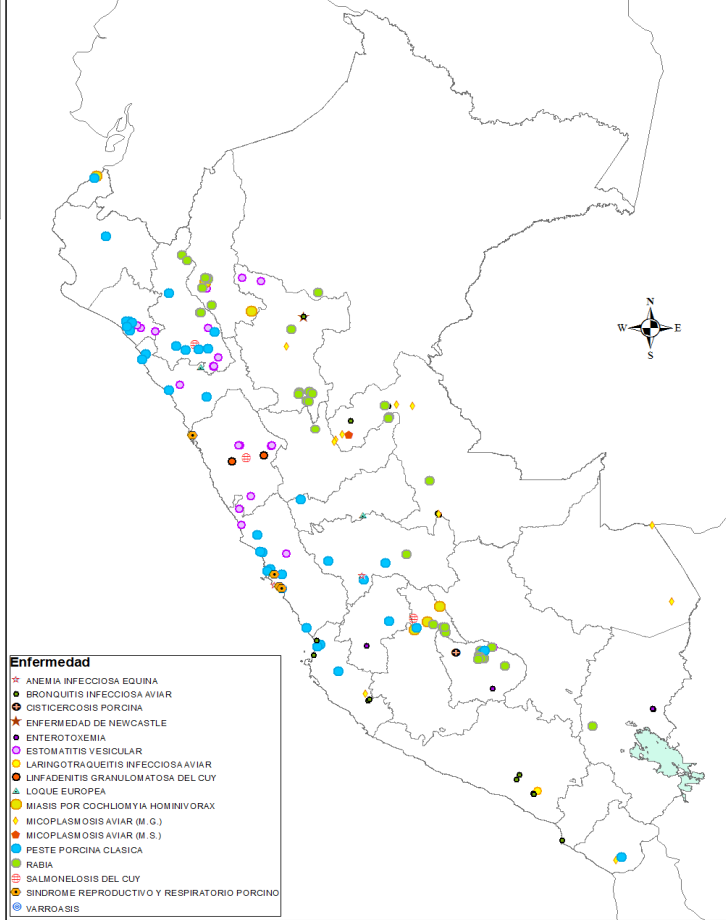 N
W E
S
Enfermedad
ANEMIA INFECCIOSA EQUINA
BRONQUITIS INFECCIOSA AVIAR
CISTICERCOSIS PORCINA
ENFERMEDAD DE NEWCASTLE
ENTEROTOXEMIA
ESTOMATITIS VESICULAR
LARINGOTRAQUEITIS INFECCIOSA AVIAR
LINFADENITIS GRANULOMATOSA DEL CUY
LOQUE EUROPEA
MIASIS POR COCHLIOMYIA HOMINIVORAX
MICOPLASMOSIS AVIAR (M.G.)
MICOPLASMOSIS AVIAR (M.S.)
PESTE PORCINA CLASICA
RABIA
SALMONELOSIS DEL CUY
SINDROME REPRODUCTIVO Y RESPIRATORIO PORCINO
VARROASIS